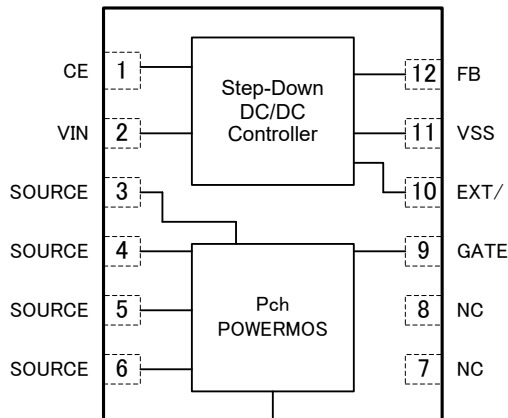 CE 1
Step-Down
DC/DC
Controller
12 FB
VIN 2
11 VSS
SOURCE 3
10 EXT/
SOURCE 4
9 GATE
SOURCE 5
Pch
POWERMOS
8 NC
SOURCE 6
7 NC